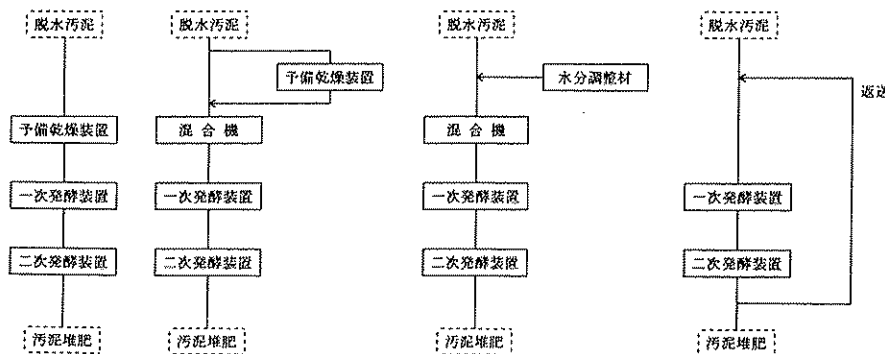 脱水汚泥
予備乾燥装置
一次発酵装置
二次発酵装置
汚泥堆肥
脱水汚泥
予備乾燥装置
混合機
一次発酵装置
二次発酵装置
汚泥堆肥
脱水汚泥
水分調整材
混合機
一次発酵装置
二次発酵装置
汚泥堆肥
脱水汚泥
返送
一次発酵装置
二次発酵装置
汚泥堆肥